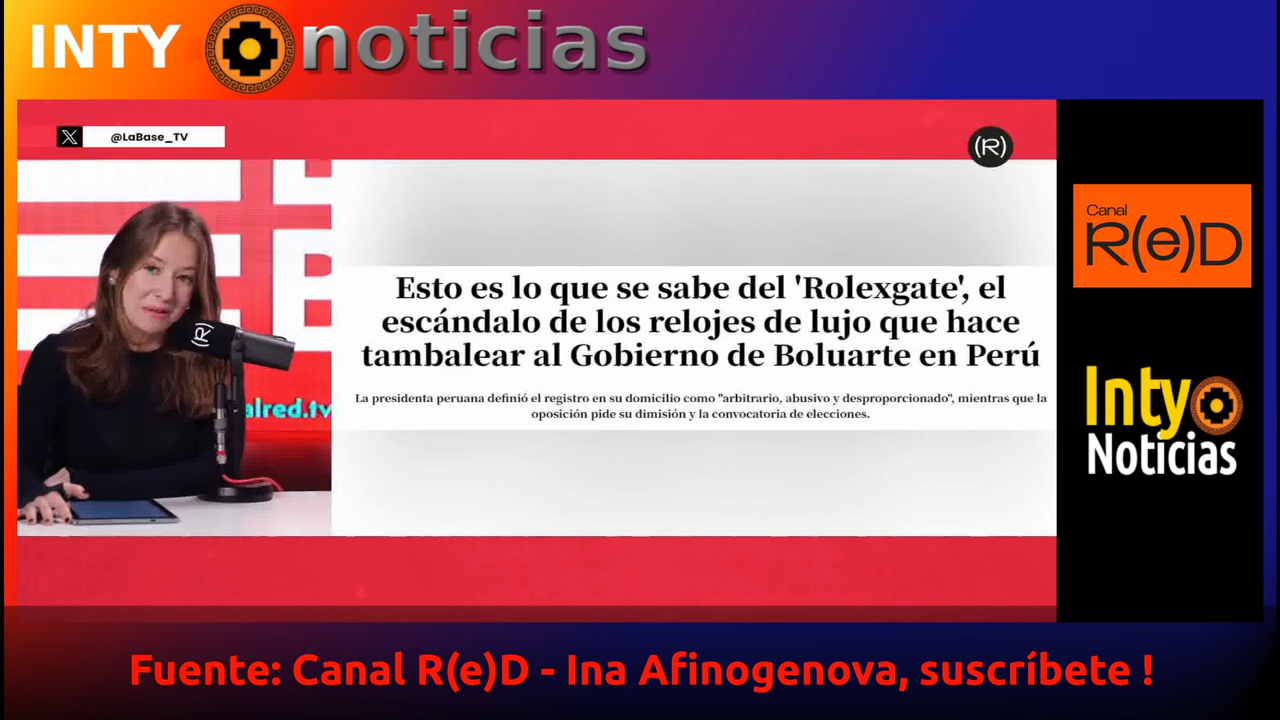 INTY noticias
@LaBase_TV
(R)
Canal
R(e)D
Esto es lo que se sabe del 'Rolexgate', el
escándalo de los relojes de lujo que hace
tambalear al Gobierno de Boluarte en Perú
La presidenta peruana definió el registro en su domicilio como "arbitrario, abusivo y desproporcionado", mientras que la
oposición pide su dimisión y la convocatoria de elecciones.
(R)
alred.tv
Inty
Noticias
Fuente: Canal R(e)D - Ina Afinogenova, suscríbete !